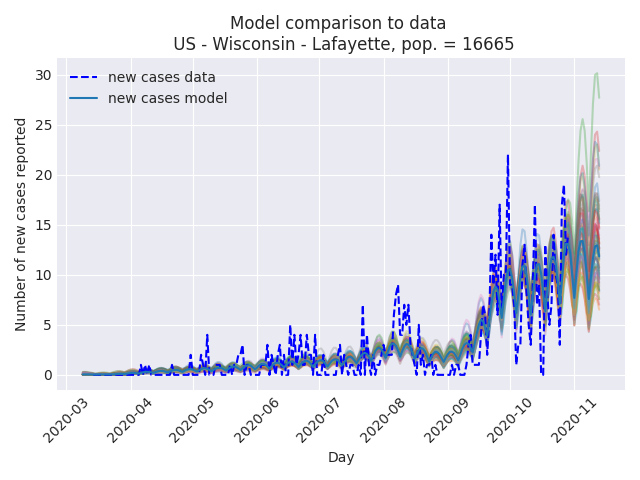 Model comparison to data
US - Wisconsin - Lafayette, pop. = 16665
new cases data
new cases model
Number of new cases reported
30
25
20
15
10
5
0
2020-03
2020-04
2020-05
2020-06
2020-07
2020-08
2020-09
2020-10
2020-11
Day